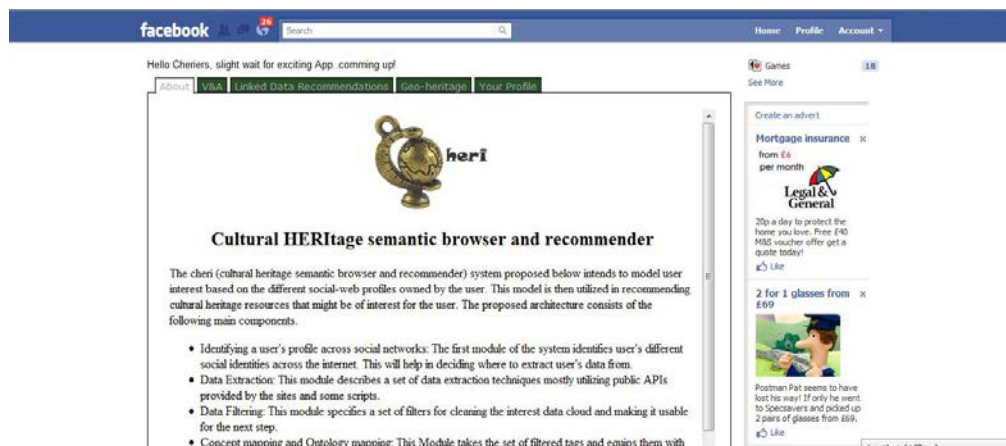 facebook
26
Search
Home Profile Account
Hello Cheriers, slight wait for exciting App..comming up!
About V&A Linked Data Recommendations Geo-heritage Your Profile
heri
Cultural HERItage semantic browser and recommender
The cheri (cultural heritage semantic browser and recommender) system proposed below intends to model user
interest based on the different social-web profiles owned by the user. This model is then utilized in recommending
cultural heritage resources that might be of interest for the user. The proposed architecture consists of the
following main components.
• Identifying a user's profile across social networks: The first module of the system identifies user's different
social identities across the internet. This will help in deciding where to extract user's data from.
• Data Extraction: This module describes a set of data extraction techniques mostly utilizing public APIs
provided by the sites and some scripts.
• Data Filtering: This module specifies a set of filters for cleaning the interest data cloud and making it usable
for the next step.
• Concept mapping and Ontology mapping: This Module takes the set of filtered tags and equips them with
Games 18
See More
Create an advert
Mortgage insurance x
from £6
per month
Legal &
General
20p a day to protect the
home you love. Free £40
M&S voucher offer get a
quote today!
Like
2 for 1 glasses from x
£69
Postman Pat seems to have
lost his way! If only he went
to Specsavers and picked up
2 pairs of glasses from £69.
Like